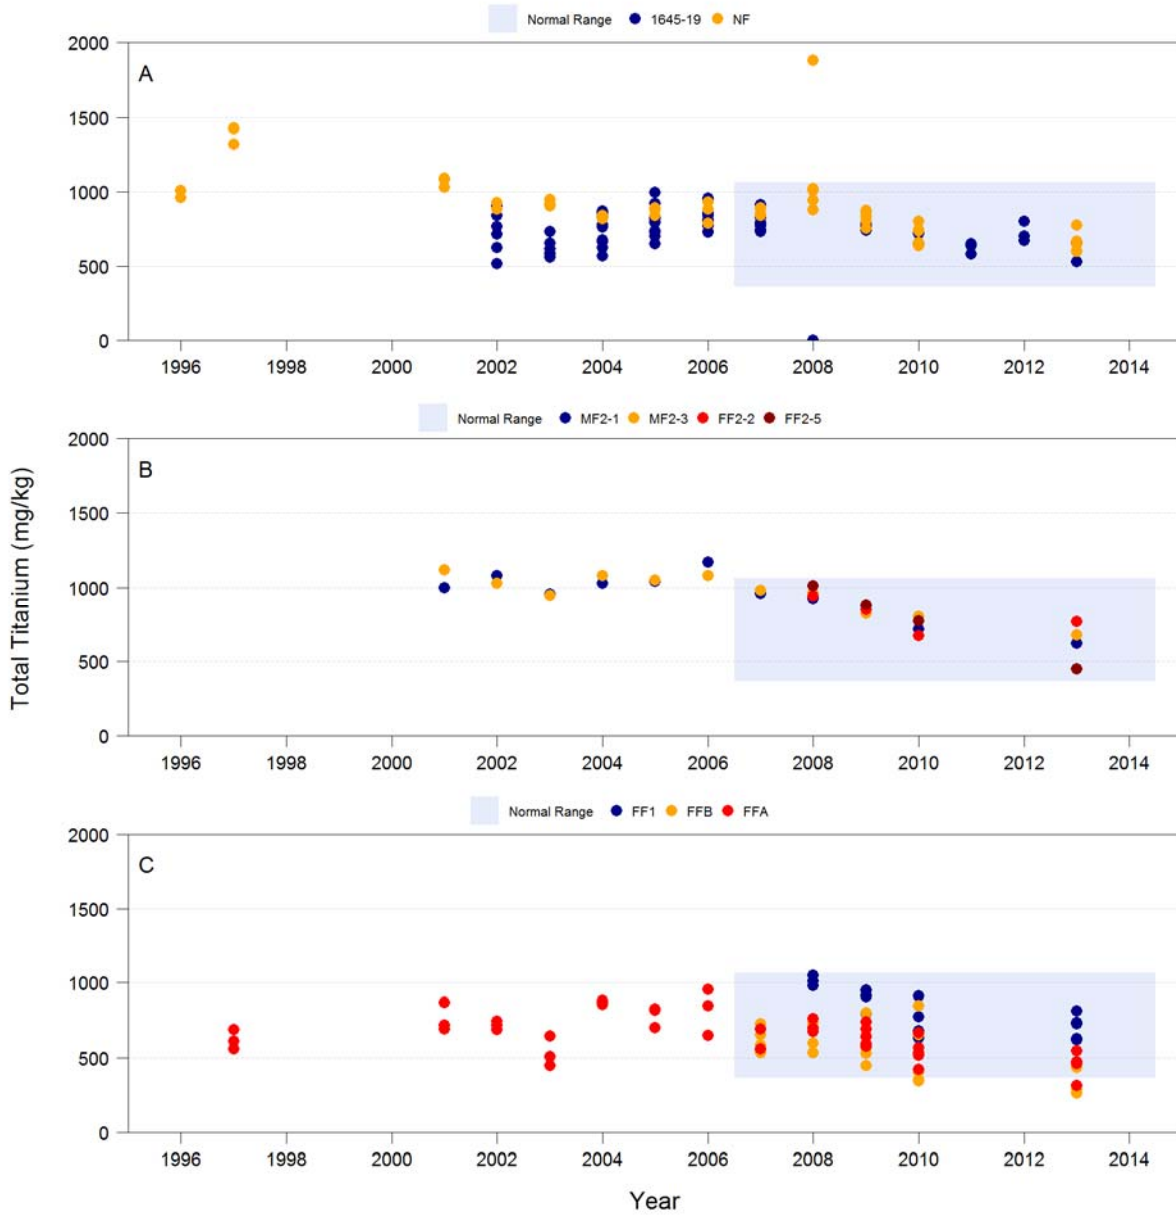 Normal Range 1645-19 NF
A
2000
1500
1000
500
0
1996 1998 2000 2002 2004 2006 2008 2010 2012 2014
Normal Range MF2-1 MF2-3 FF2-2 FF2-5
B
2000
1500
1000
500
0
1996 1998 2000 2002 2004 2006 2008 2010 2012 2014
Total Titanium (mg/kg)
Normal Range FF1 FFB FFA
C
2000
1500
1000
500
0
1996 1998 2000 2002 2004 2006 2008 2010 2012 2014
Year